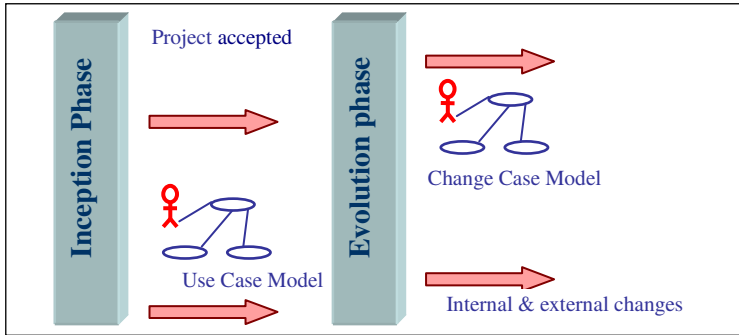 Inception Phase
Project accepted
Use Case Model
Evolution phase
Change Case Model
Internal & external changes